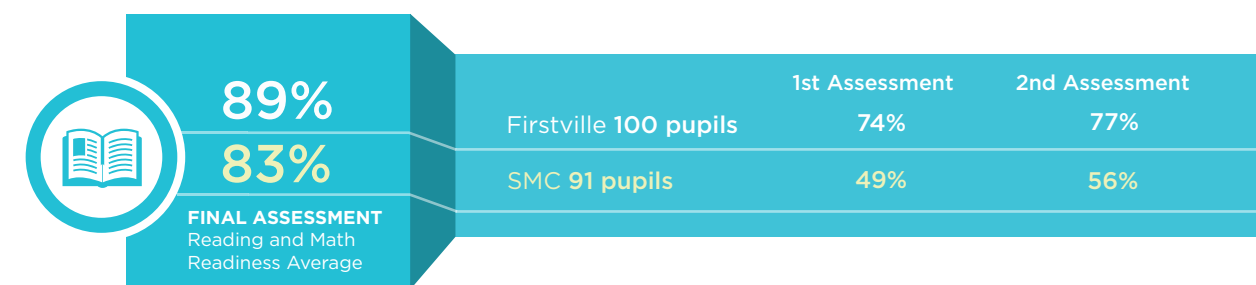 89%
83%
FINAL ASSESSMENT
Reading and Math
Readiness Average
1st Assessment 2nd Assessment
Firstville 100 pupils 74% 77%
SMC 91 pupils 49% 56%